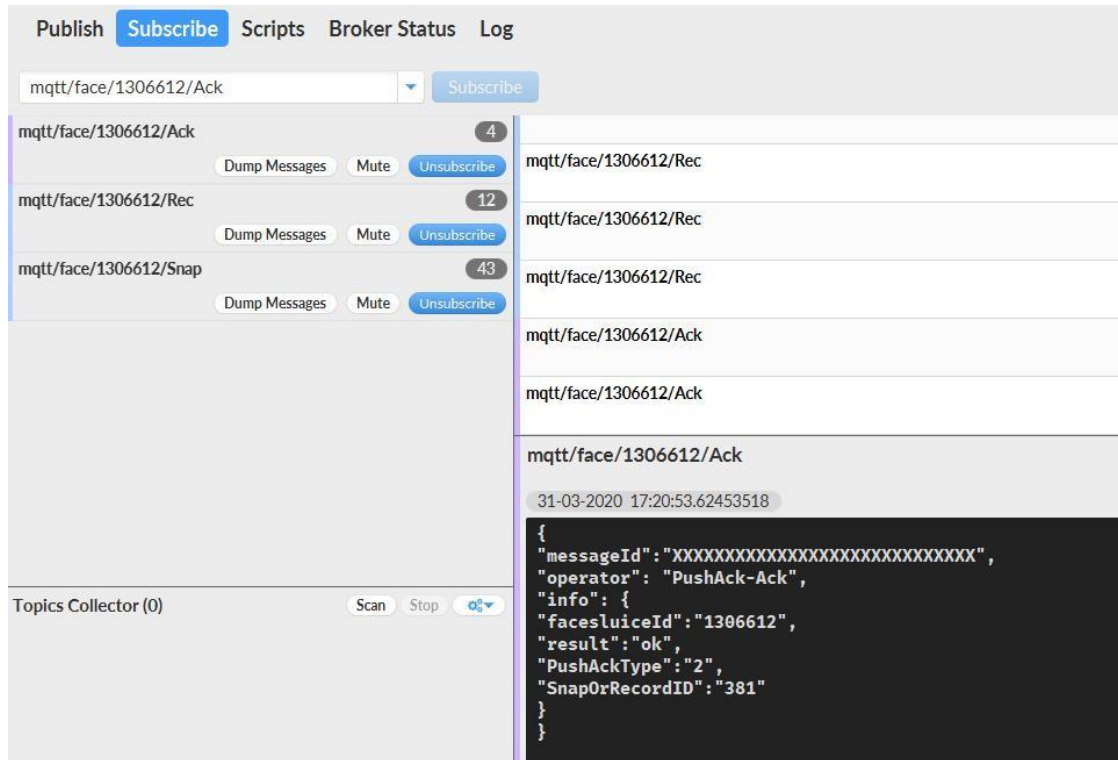 Publish Subscribe Scripts Broker Status Log
mqtt/face/1306612/Ack Subscribe
mqtt/face/1306612/Ack 4
Dump Messages Mute Unsubscribe
mqtt/face/1306612/Rec 12
Dump Messages Mute Unsubscribe
mqtt/face/1306612/Snap 43
Dump Messages Mute Unsubscribe
Topics Collector (0) Scan Stop
mqtt/face/1306612/Rec
mqtt/face/1306612/Rec
mqtt/face/1306612/Rec
mqtt/face/1306612/Ack
mqtt/face/1306612/Ack
mqtt/face/1306612/Ack
31-03-2020 17:20:53.62453518
{
"messageId":"XXXXXXXXXXXXXXXXXXXXXXXXXXXXX",
"operator": "PushAck-Ack",
"info": {
"facesluiceId":"1306612",
"result":"ok",
"PushAckType":"2",
"SnapOrRecordID":"381"
}
}